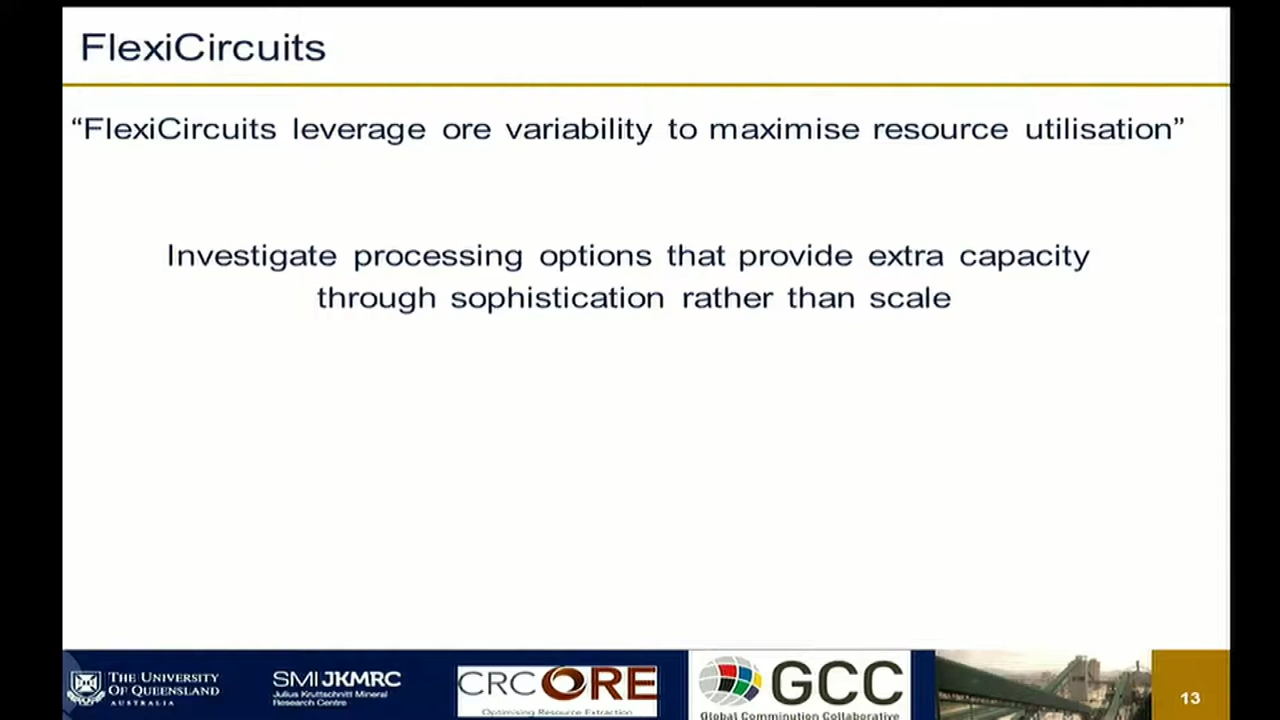 FlexiCircuits
“FlexiCircuits leverage ore variability to maximise resource utilisation”
Investigate processing options that provide extra capacity
through sophistication rather than scale
THE UNIVERSITY
OF QUEENSLAND
AUSTRALIA
SMI JKMRC
Julius Kruttschnitt Mineral
Research Centre
CRC ORE
Optimising Resource Extraction
GCC
Global Comminution Collaborative
13